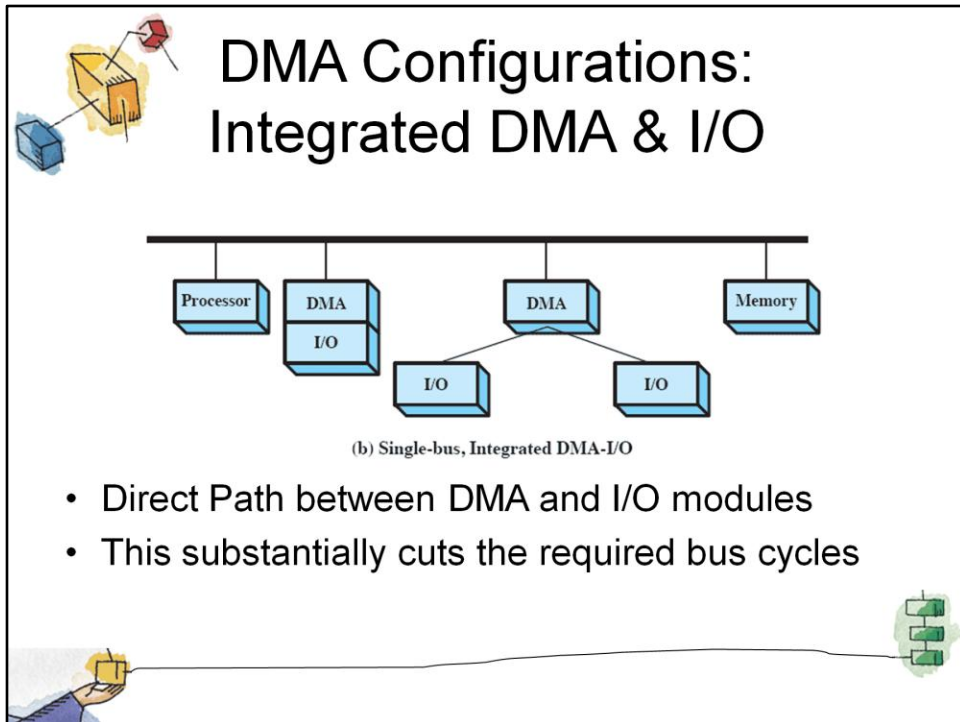 DMA Configurations:
Integrated DMA & I/O
Processor
DMA
I/O
DMA
I/O
I/O
Memory
(b) Single-bus, Integrated DMA-I/O
• Direct Path between DMA and I/O modules
• This substantially cuts the required bus cycles